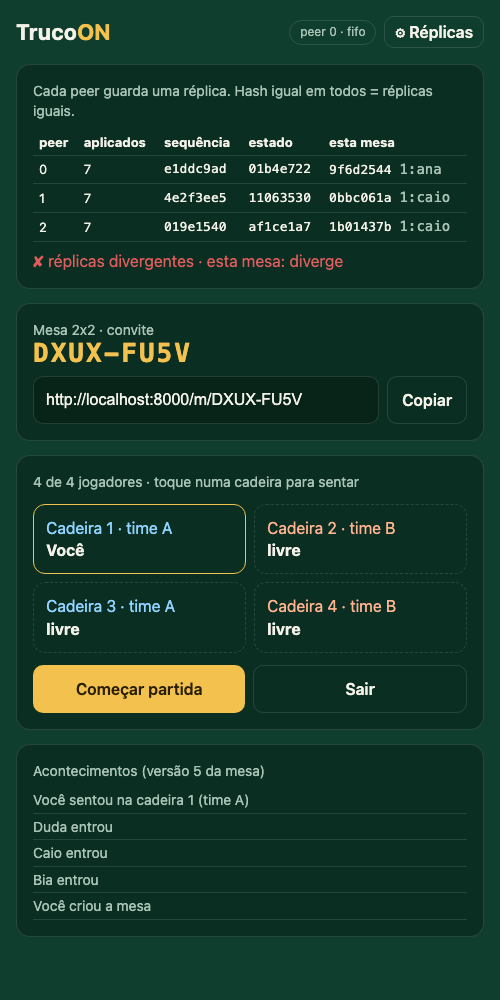 TrucoON
peer 0 · fifo
⚙ Réplicas
Cada peer guarda uma réplica. Hash igual em todos = réplicas
iguais.
peer aplicados sequência estado esta mesa
0 7 e1ddc9ad 01b4e722 9f6d2544 1:ana
1 7 4e2f3ee5 11063530 0bbc061a 1:caio
2 7 019e1540 af1ce1a7 1b01437b 1:caio
✘ réplicas divergentes · esta mesa: diverge
Mesa 2x2 · convite
DXUX-FU5V
http://localhost:8000/m/DXUX-FU5V
Copiar
4 de 4 jogadores · toque numa cadeira para sentar
Cadeira 1 · time A
Você
Cadeira 2 · time B
livre
Cadeira 3 · time A
livre
Cadeira 4 · time B
livre
Começar partida
Sair
Acontecimentos (versão 5 da mesa)
Você sentou na cadeira 1 (time A)
Duda entrou
Caio entrou
Bia entrou
Você criou a mesa